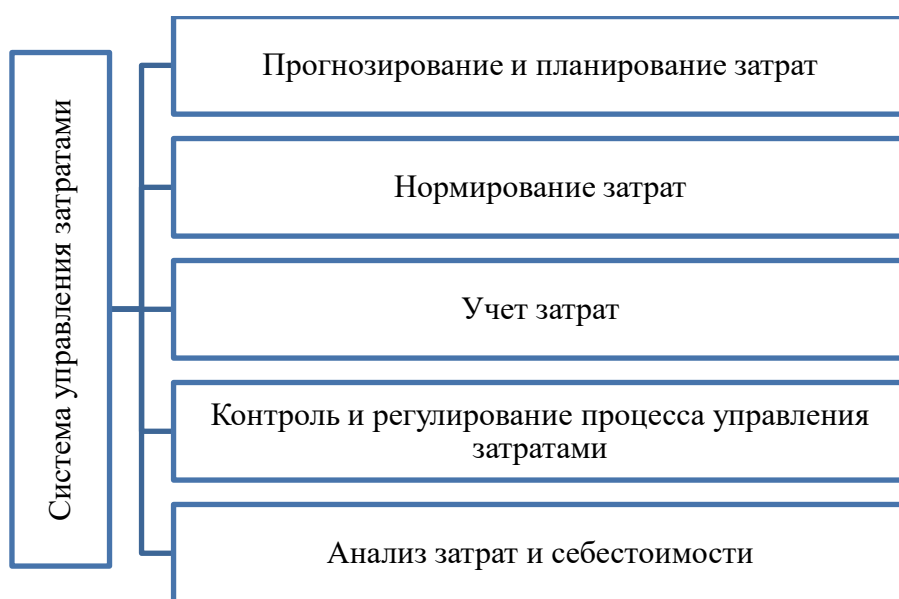 Система управления затратами
Прогнозирование и планирование затрат
Нормирование затрат
Учет затрат
Контроль и регулирование процесса управления
затратами
Анализ затрат и себестоимости